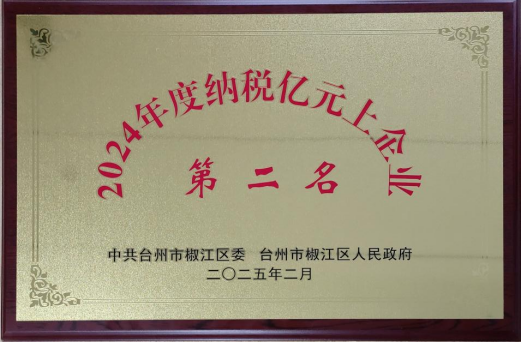 2024年度纳税亿元上企业
第二名
中共台州市椒江区委 台州市椒江区人民政府
二〇二五年二月